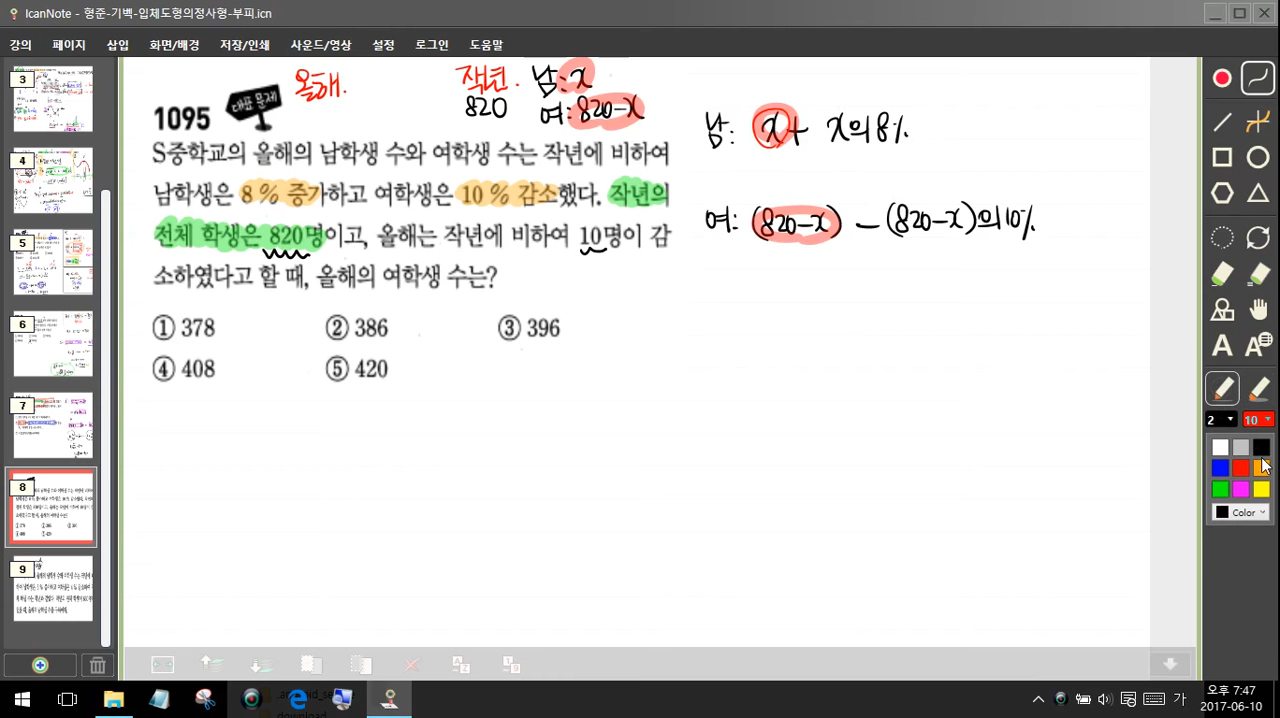 IcanNote - 형준-기벡-입체도형의정사형-부피.icn
강의 페이지 삽입 화면/배경 저장/인쇄 사운드/영상 설정 로그인 도움말
3
4
5
6
7
8
9
올해.
작년. 남: x
820 여: 820-x
1095 대표 문제
S중학교의 올해의 남학생 수와 여학생 수는 작년에 비하여
남학생은 8 % 증가하고 여학생은 10 % 감소했다. 작년의
전체 학생은 820명이고, 올해는 작년에 비하여 10명이 감
소하였다고 할 때, 올해의 여학생 수는?
① 378 ② 386 ③ 396
④ 408 ⑤ 420
남: x + x의 8%
여: (820-x) - (820-x)의 10%
A A
2 10
Color
download
가 오후 7:47
2017-06-10